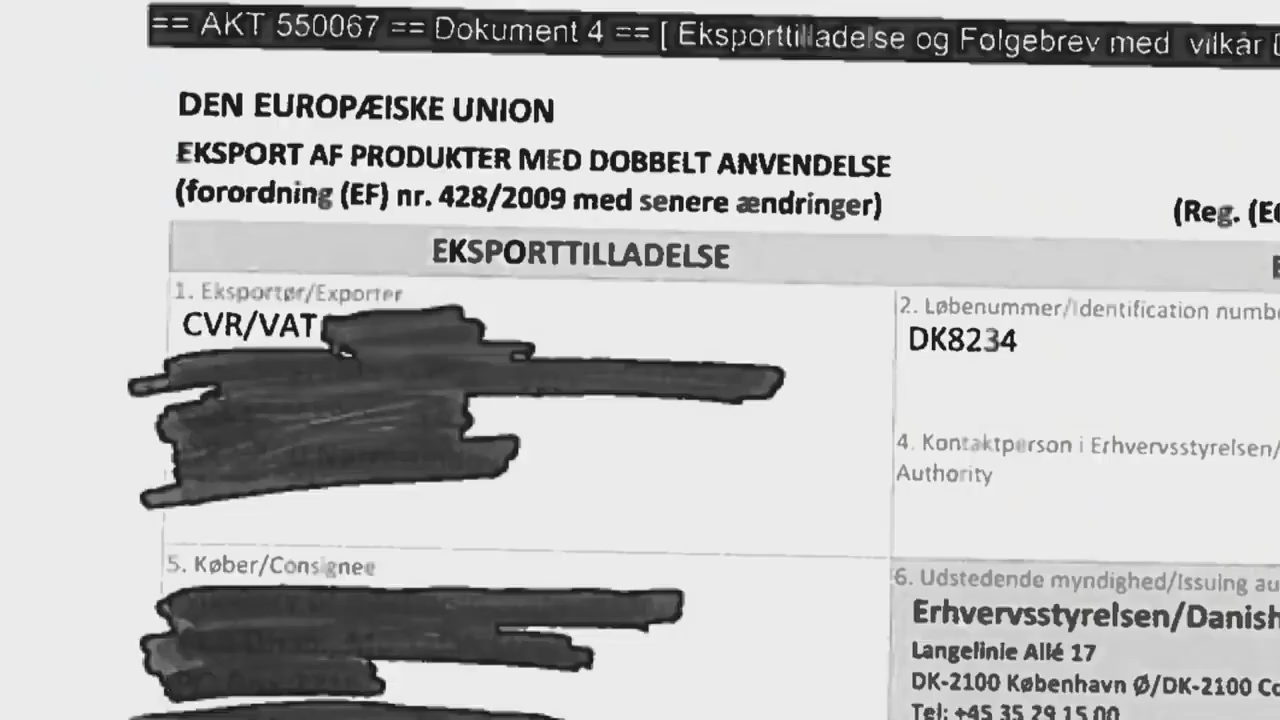 == AKT 550067 == Dokument 4 == [ Eksporttilladelse og Folgebrev med vilkår
DEN EUROPÆISKE UNION
EKSPORT AF PRODUKTER MED DOBBELT ANVENDELSE
(forordning (EF) nr. 428/2009 med senere ændringer)
(Reg. (E
EKSPORTTILLADELSE
1. Eksportør/Exporter
CVR/VAT
2. Løbenummer/Identification numbe
DK8234
4. Kontaktperson i Erhvervsstyrelsen/
Authority
5. Køber/Consignee
6. Udstedende myndighed/Issuing au
Erhvervsstyrelsen/Danish
Langelinie Allé 17
DK-2100 København Ø/DK-2100 Co
Tel: +45 35 29 15 00